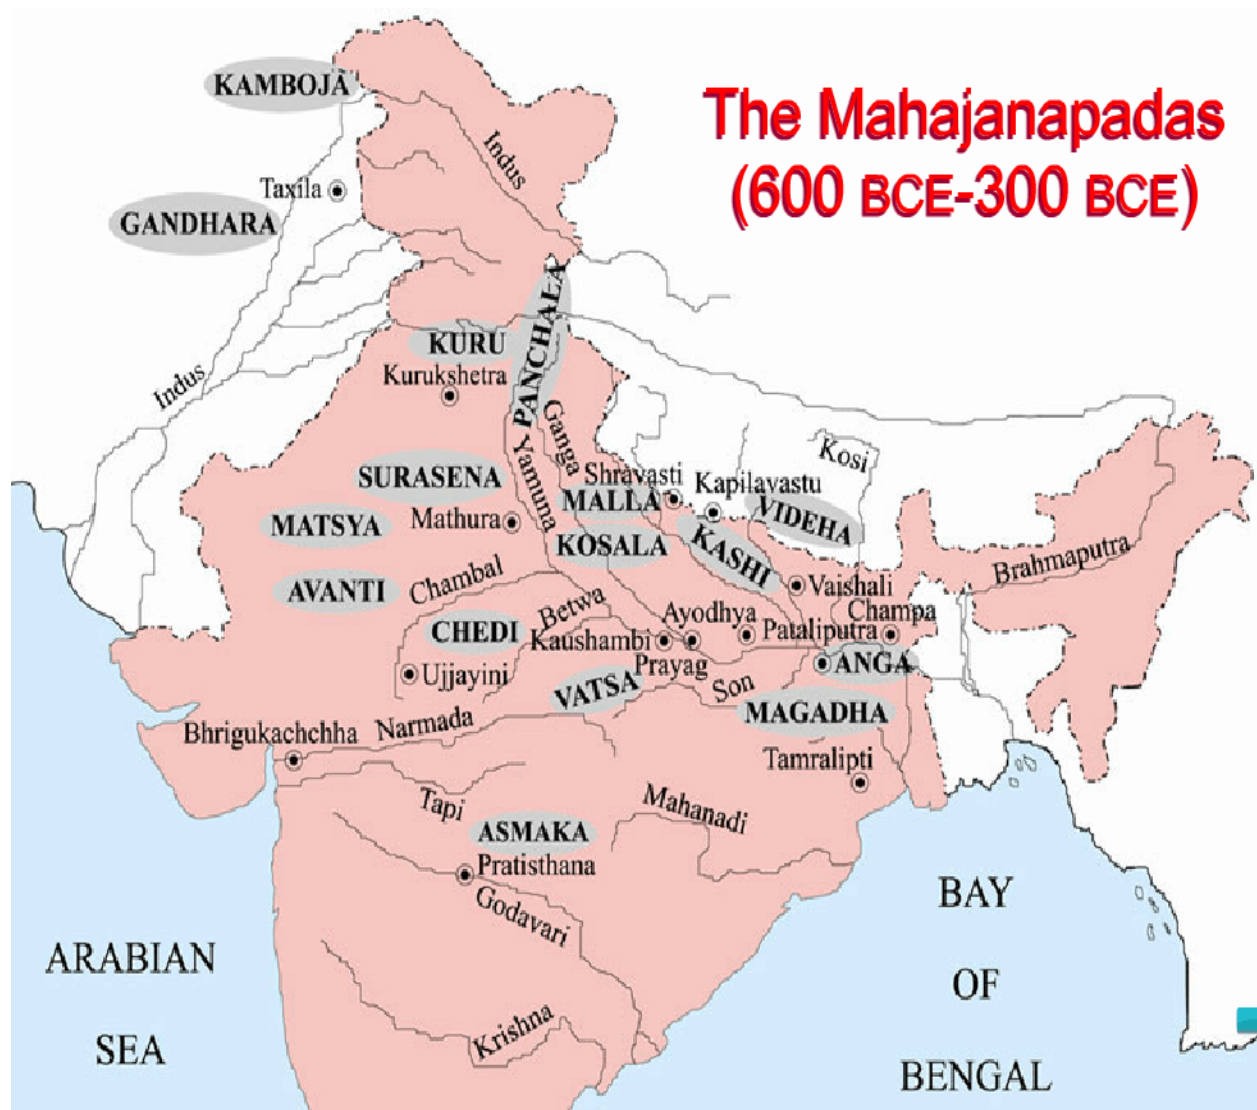 The Mahajanapadas
(600 BCE-300 BCE)
KAMBOJA
Indus
Taxila
GANDHARA
PANCHALA
KURU
Kurukshetra
Indus
Ganga
Yamuna
Kosi
SURASENA
Shravasti
Kapilavastu
MALLA
VIDEHA
MATSYA
Mathura
KOSALA
KASHI
Brahmaputra
AVANTI
Chambal
Vaishali
Betwa
Ayodhya
Champa
CHEDI
Kaushambi
Pataliputra
Prayag
ANGA
Ujjayini
VATSA
Son
MAGADHA
Bhrigukachchha
Narmada
Tamralipti
Tapi
Mahanadi
ASMAKA
Pratisthana
Godavari
BAY
OF
BENGAL
ARABIAN
SEA
Krishna